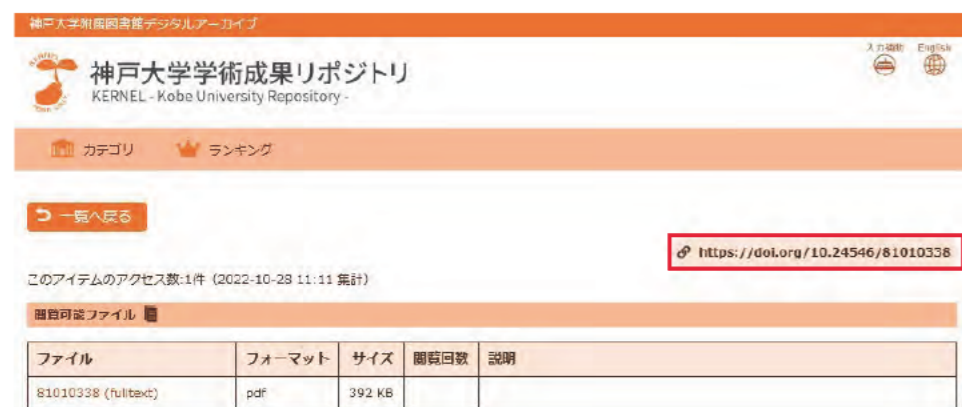 神戸大学附属図書館デジタルアーカイブ
入力補助 English
神戸大学学術成果リポジトリ
KERNEL - Kobe University Repository -
カテゴリ ランキング
一覧へ戻る
https://doi.org/10.24546/81010338
このアイテムのアクセス数:1件 (2022-10-28 11:11 集計)
閲覧可能ファイル
ファイル フォーマット サイズ 閲覧回数 説明
81010338 (fulltext) pdf 392 KB